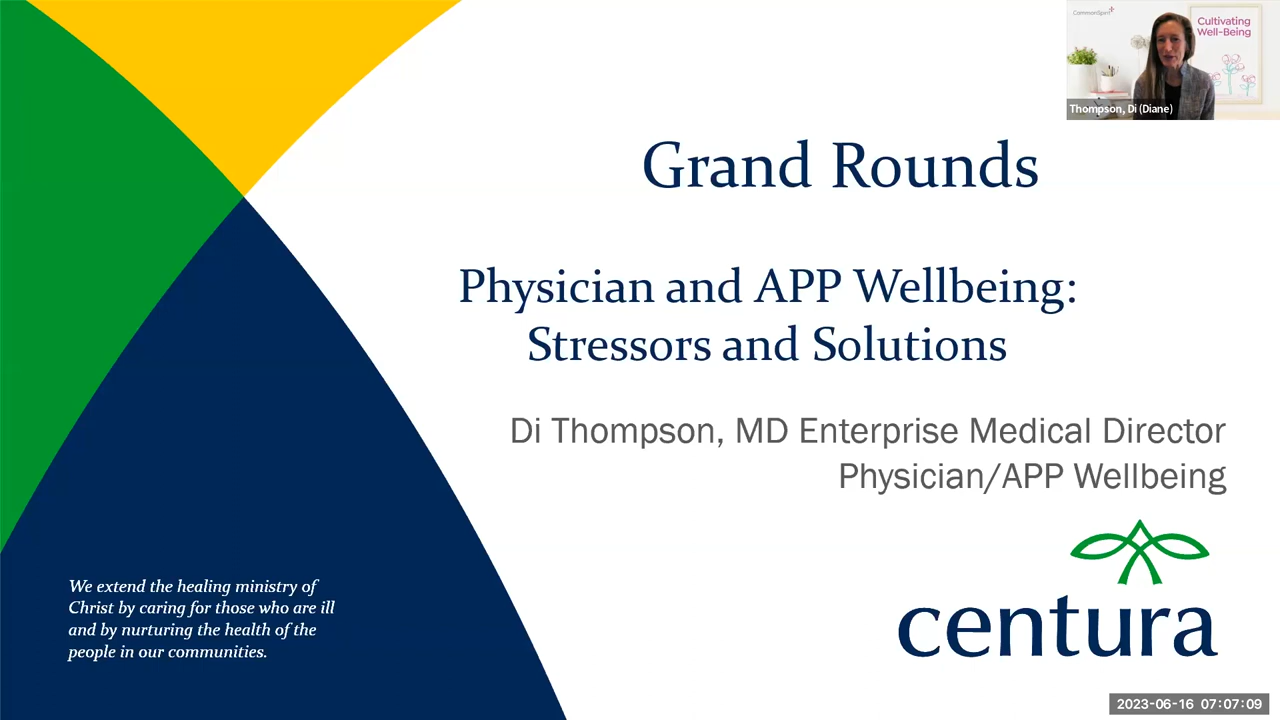 CommonSpirit
Cultivating
Well-Being
Thompson, Di (Diane)
Grand Rounds
Physician and APP Wellbeing:
Stressors and Solutions
Di Thompson, MD Enterprise Medical Director
Physician/APP Wellbeing
We extend the healing ministry of
Christ by caring for those who are ill
and by nurturing the health of the
people in our communities.
centura
2023-06-16 07:07:09